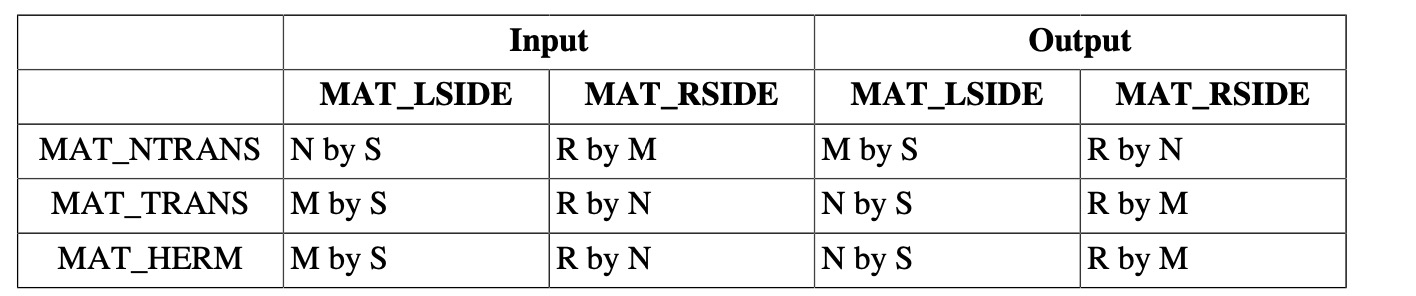 Input Output
MAT_LSIDE MAT_RSIDE MAT_LSIDE MAT_RSIDE
MAT_NTRANS N by S R by M M by S R by N
MAT_TRANS M by S R by N N by S R by M
MAT_HERM M by S R by N N by S R by M